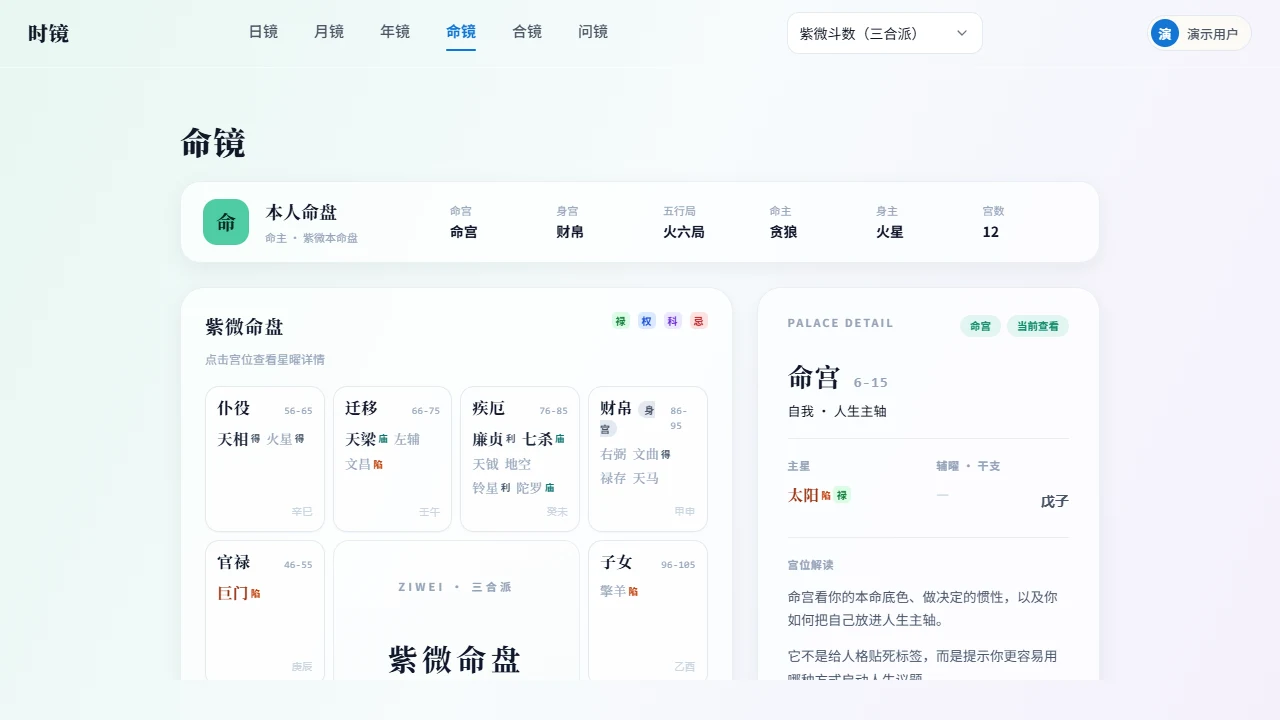 时镜
日镜 月镜 年镜 命镜 合镜 问镜
紫微斗数（三合派）
演 演示用户
命镜
命
本人命盘
命主 · 紫微本命盘
命宫 身宫 五行局 命主 身主 宫数
命宫 财帛 火六局 贪狼 火星 12
紫微命盘
禄 权 科 忌
点击宫位查看星曜详情
仆役 56-65
天相得 火星得
辛巳
迁移 66-75
天梁庙 左辅
文昌陷
壬午
疾厄 76-85
廉贞利 七杀庙
天钺 地空
铃星利 陀罗庙
癸未
财帛 身宫 86-95
右弼 文曲得
禄存 天马
甲申
官禄 46-55
巨门陷
庚辰
ZIWEI · 三合派
紫微命盘
子女 96-105
擎羊陷
乙酉
PALACE DETAIL
命宫 当前查看
命宫 6-15
自我 · 人生主轴
主星 辅曜 · 干支
太阳陷禄 — 戊子
宫位解读
命宫看你的本命底色、做决定的惯性，以及你
如何把自己放进人生主轴。
它不是给人格贴死标签，而是提示你更容易用
哪种方式启动人生议题